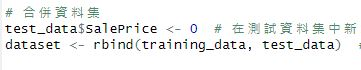 # 合併資料集
test_data$SalePrice <- 0  # 在測試資料集中新
dataset <- rbind(training_data, test_data)  #